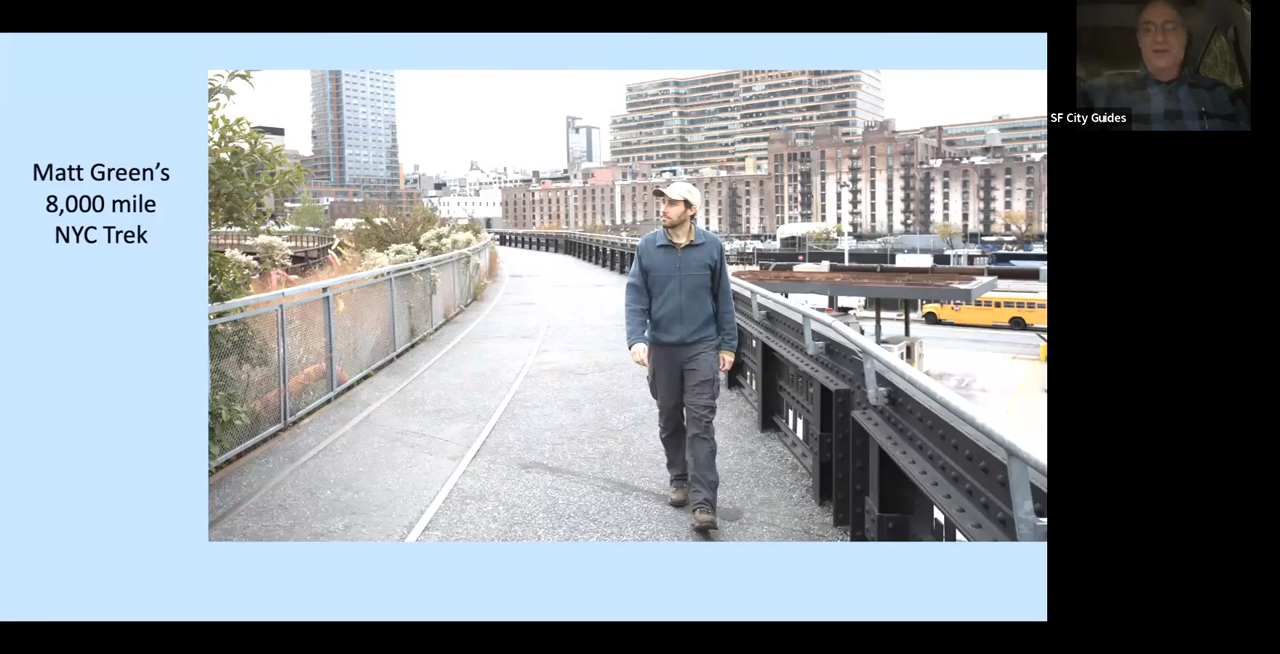 Matt Green’s
8,000 mile
NYC Trek
SF City Guides